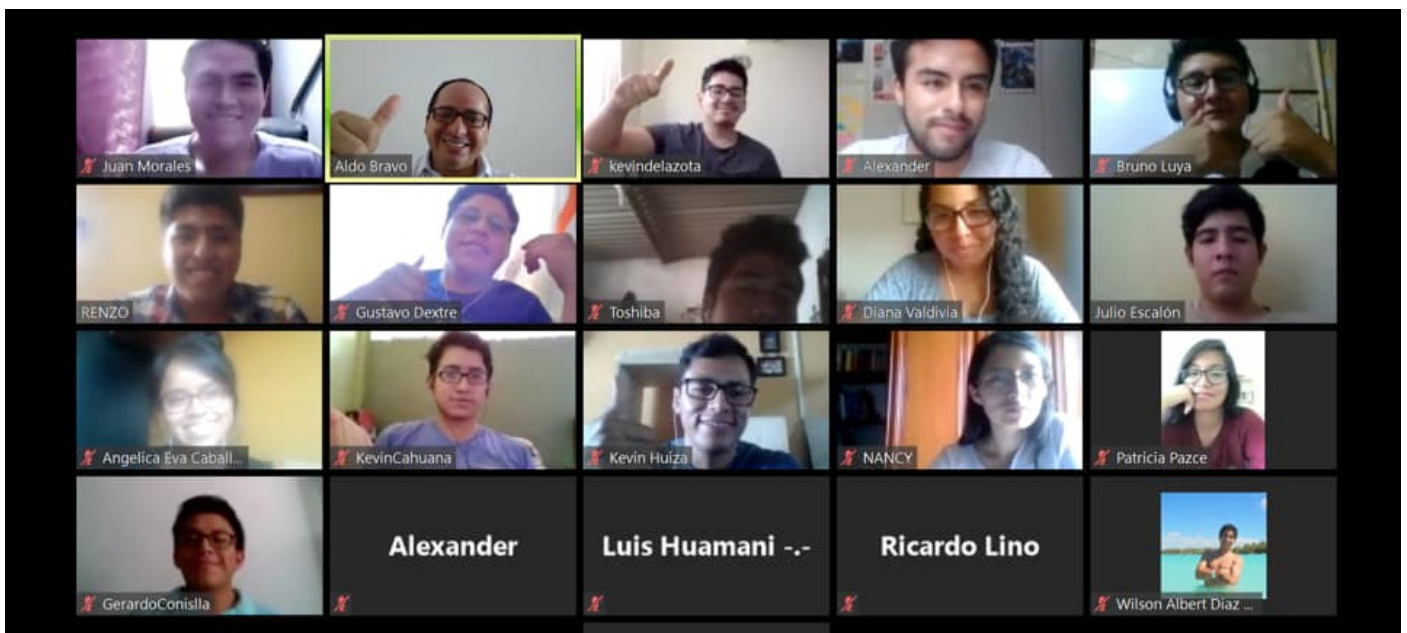 Juan Morales
Aldo Bravo
kevindelazota
Alexander
Bruno Luya
RENZO
Gustavo Dextre
Toshiba
Diana Valdivia
Julio Escalón
Angelica Eva Caball...
KevinCahuana
Kevin Huiza
NANCY
Patricia Pazce
GerardoConislla
Alexander
Luis Huamani -.-
Ricardo Lino
Wilson Albert Diaz ...